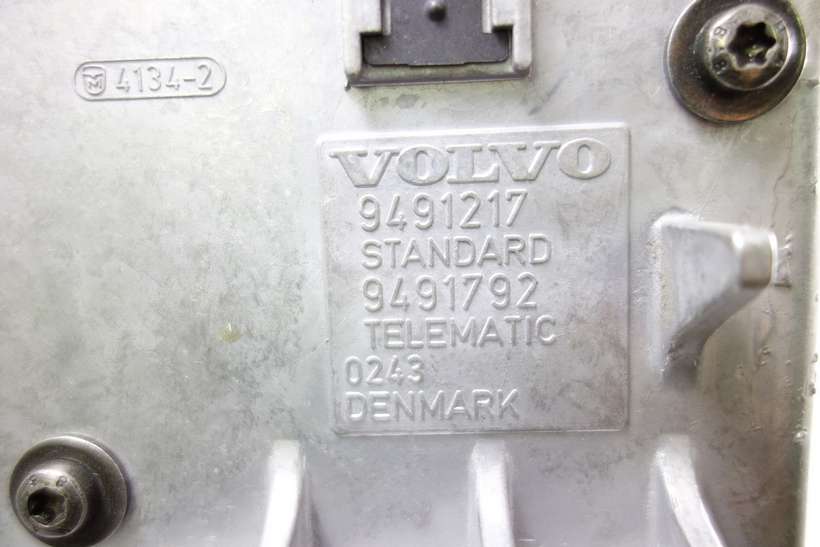 4134-2
VOLVO
9491217
STANDARD
9491792
TELEMATIC
0243
DENMARK